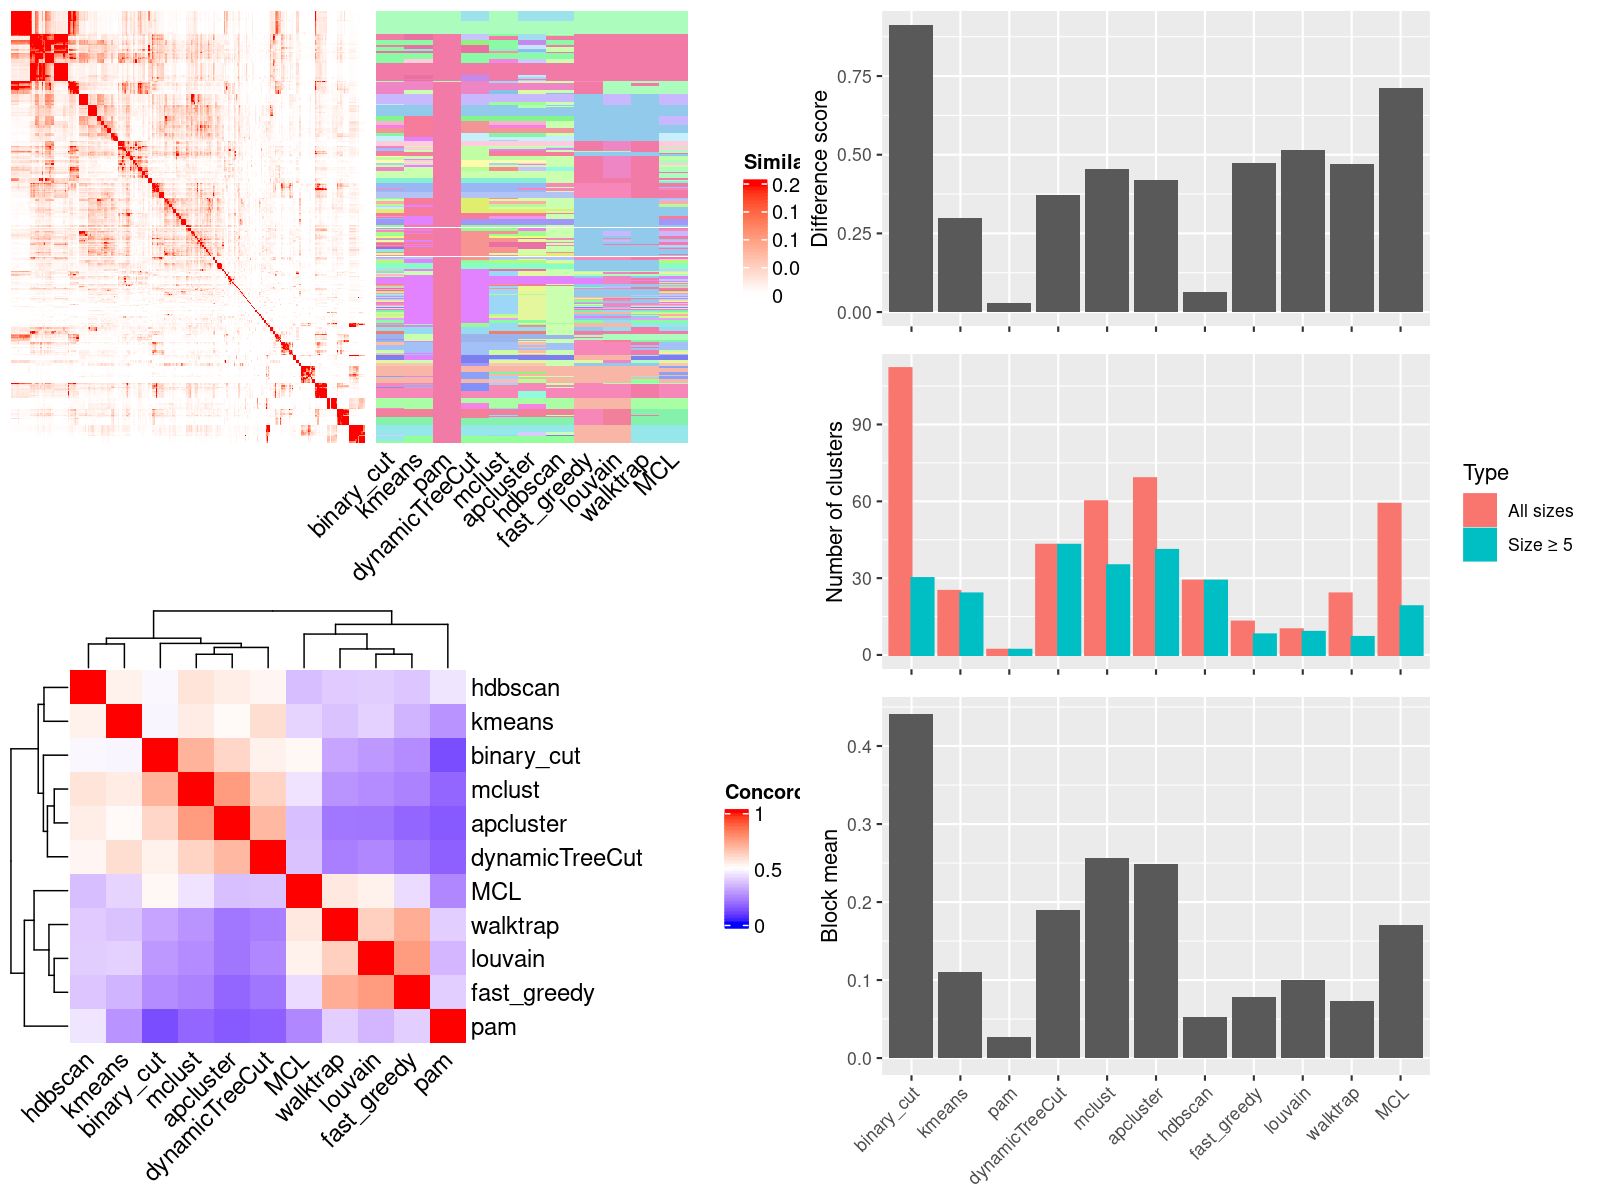 Simila
0.2
0.1
0.1
0.0
0
binary_cut
kmeans
pam
dynamicTreeCut
mclust
apcluster
hdbscan
fast_greedy
louvain
walktrap
MCL
hdbscan
kmeans
binary_cut
mclust
apcluster
dynamicTreeCut
MCL
walktrap
louvain
fast_greedy
pam
hdbscan
kmeans
binary_cut
mclust
apcluster
dynamicTreeCut
MCL
walktrap
louvain
fast_greedy
pam
Concord
1
0.5
0
Difference score
0.75
0.50
0.25
0.00
Number of clusters
90
60
30
0
Type
All sizes
Size ≥ 5
Block mean
0.4
0.3
0.2
0.1
0.0
binary_cut
kmeans
pam
dynamicTreeCut
mclust
apcluster
hdbscan
fast_greedy
louvain
walktrap
MCL